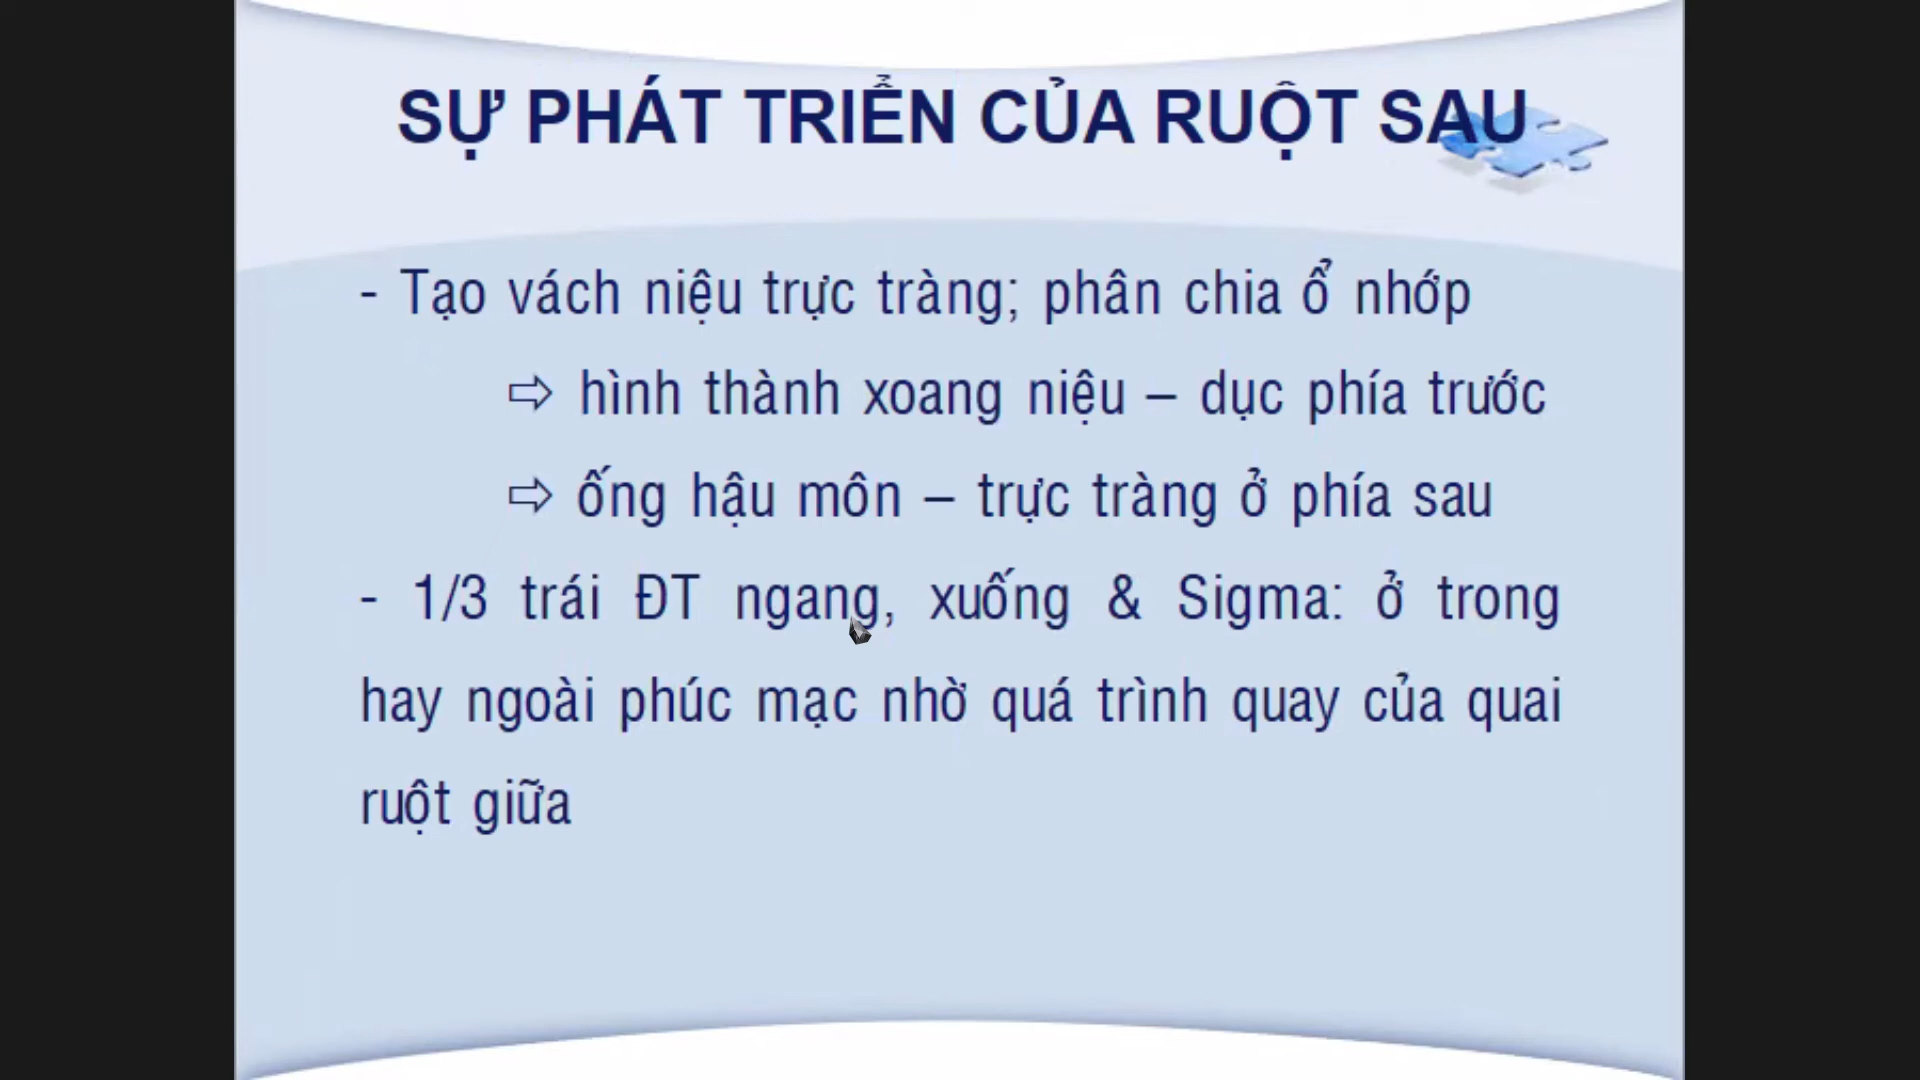 SỰ PHÁT TRIỂN CỦA RUỘT SAU
- Tạo vách niệu trực tràng; phân chia ổ nhớp
⇨ hình thành xoang niệu – dục phía trước
⇨ ống hậu môn – trực tràng ở phía sau
- 1/3 trái ĐT ngang, xuống & Sigma: ở trong
hay ngoài phúc mạc nhờ quá trình quay của quai
ruột giữa